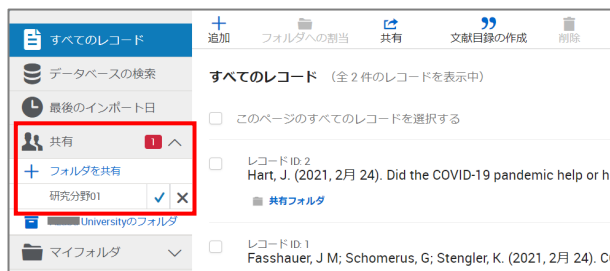 追加
フォルダへの割当
共有
文献目録の作成
削除
すべてのレコード
データベースの検索
最後のインポート日
共有 1
フォルダを共有
研究分野01
Universityのフォルダ
マイフォルダ
すべてのレコード （全 2 件のレコードを表示中）
このページのすべてのレコードを選択する
レコード ID: 2
Hart, J. (2021, 2月 24). Did the COVID-19 pandemic help or h
共有フォルダ
レコード ID: 1
Fasshauer, J M; Schomerus, G; Stengler, K. (2021, 2月 24). C